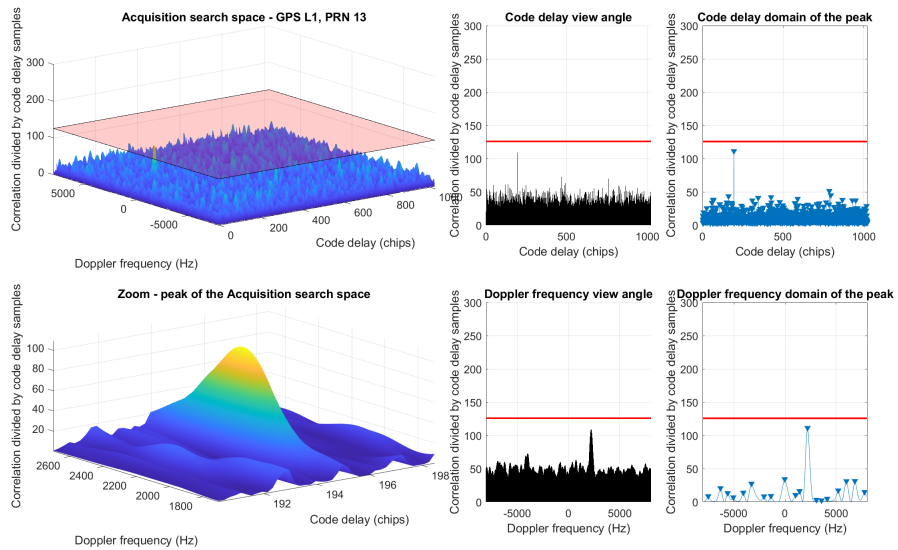 Acquisition search space - GPS L1, PRN 13
Correlation divided by code delay samples
300
200
100
0
5000
0
-5000
Doppler frequency (Hz)
0
200
400
600
800
1000
Code delay (chips)
Code delay view angle
Correlation divided by code delay samples
300
250
200
150
100
50
0
0 500 1000
Code delay (chips)
Code delay domain of the peak
Correlation divided by code delay samples
300
250
200
150
100
50
0
0 500 1000
Code delay (chips)
Zoom - peak of the Acquisition search space
Correlation divided by code delay samples
100
80
60
40
20
2600
2400
2200
2000
1800
Doppler frequency (Hz)
192
194
196
198
Code delay (chips)
Doppler frequency view angle
Correlation divided by code delay samples
300
250
200
150
100
50
0
-5000 0 5000
Doppler frequency (Hz)
Doppler frequency domain of the peak
Correlation divided by code delay samples
300
250
200
150
100
50
0
-5000 0 5000
Doppler frequency (Hz)